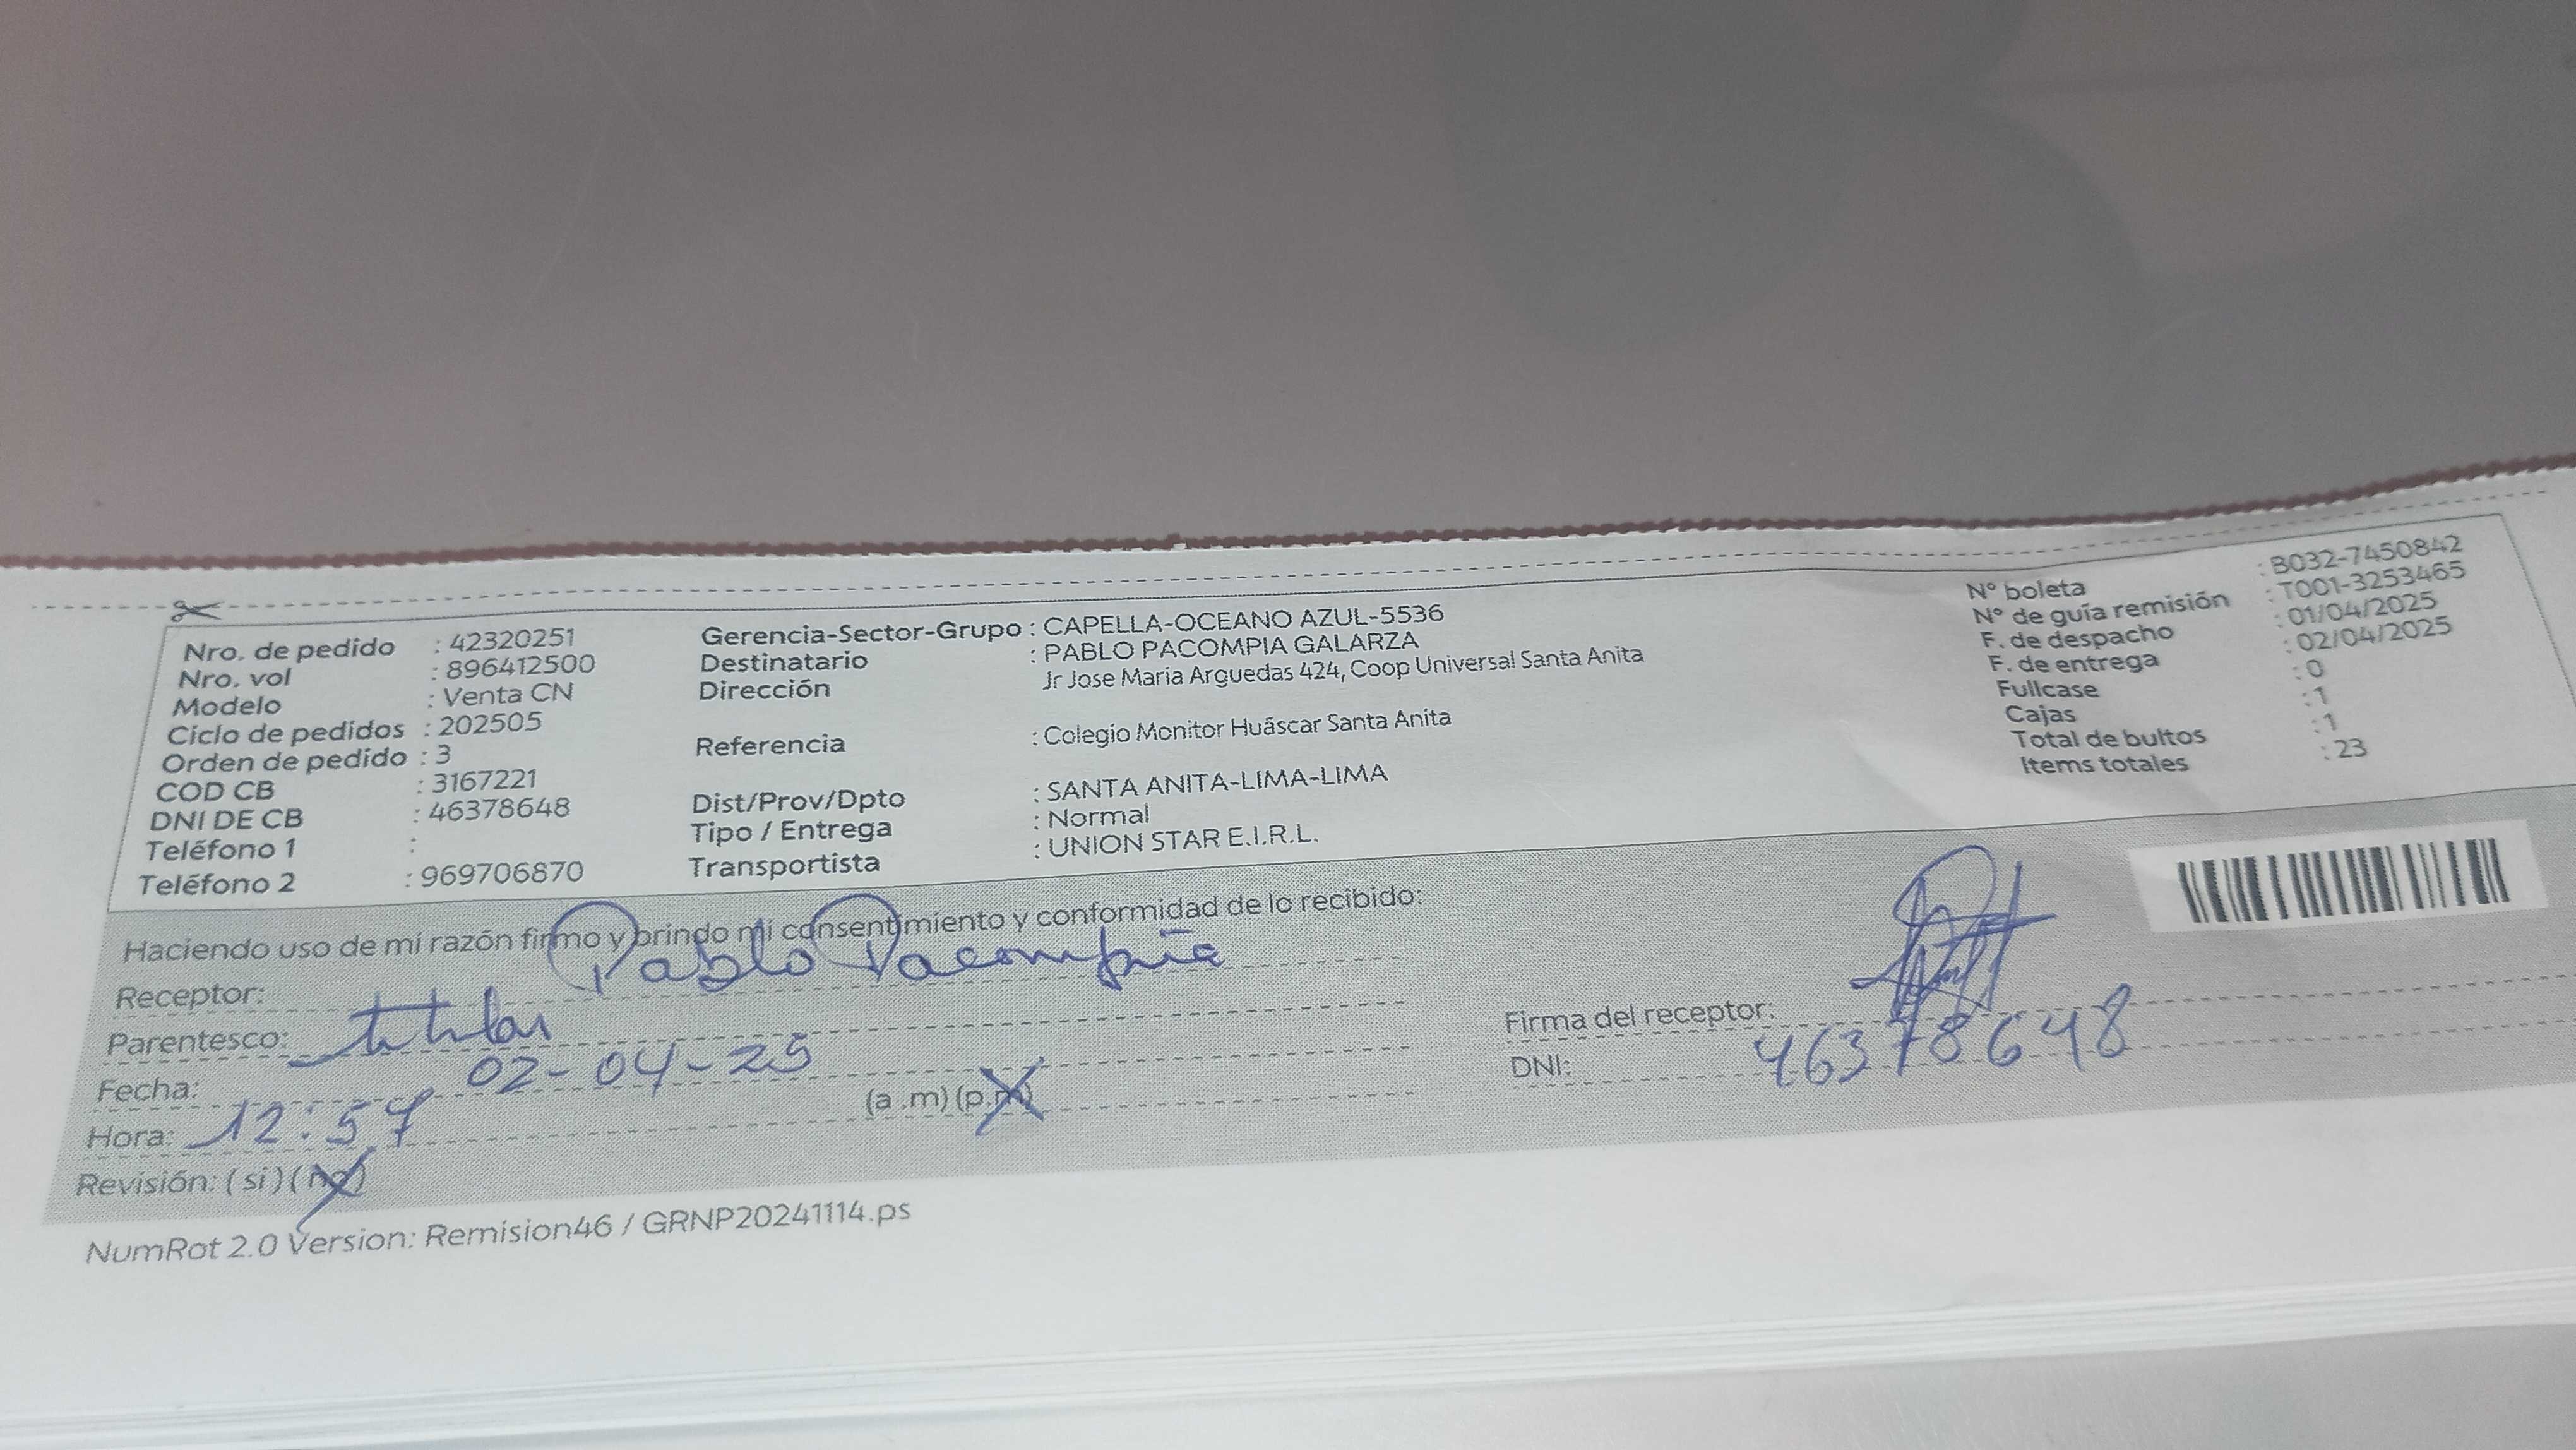 Nro. de pedido : 42320251
Nro. vol : 896412500
Modelo : Venta CN
Ciclo de pedidos : 202505
Orden de pedido : 3
COD CB : 3167221
DNI DE CB : 46378648
Teléfono 1 :
Teléfono 2 : 969706870
Gerencia-Sector-Grupo : CAPELLA-OCEANO AZUL-5536
Destinatario : PABLO PACOMPIA GALARZA
Dirección Jr Jose Maria Arguedas 424, Coop Universal Santa Anita
Referencia : Colegio Monitor Huáscar Santa Anita
Dist/Prov/Dpto : SANTA ANITA-LIMA-LIMA
Tipo / Entrega : Normal
Transportista : UNION STAR E.I.R.L.
N° boleta : B032-7450842
N° de guía remisión : T001-3253465
F. de despacho : 01/04/2025
F. de entrega : 02/04/2025
Fullcase : 0
Cajas : 1
Total de bultos : 1
Items totales : 23
Haciendo uso de mi razón firmo y brindo mi consentimiento y conformidad de lo recibido:
Receptor: Pablo Pacompia
Parentesco: titular
Fecha: 02-04-25
Hora: 12:57 (a .m) (p.m)
Revisión: ( si ) ( no )
Firma del receptor:
DNI: 46378648
NumRot 2.0 Version: Remision46 / GRNP20241114.ps